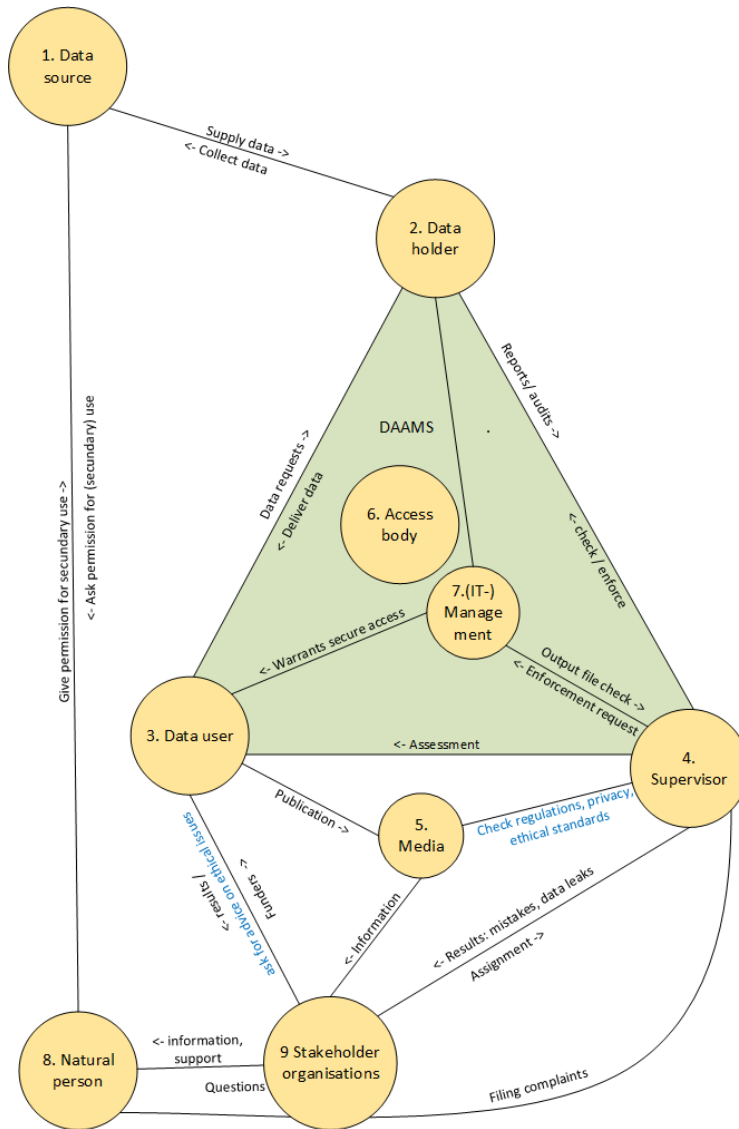 1. Data
source
Supply data ->
<- Collect data
2. Data
holder
Reports/ audits ->
<- check / enforce
DAAMS
.
Data requests ->
<- Deliver data
6. Access
body
7.(IT-)
Manage
ment
Give permission for secondary use ->
<- Ask permission for (secondary) use
<- Warrants secure access
Output file check ->
<- Enforcement request
3. Data user
<- Assessment
4.
Supervisor
Publication ->
5.
Media
Check regulations, privacy,
ethical standards
Funders ->
<- results /
ask for advice on ethical issues
<- Information
<- Results: mistakes, data leaks
Assignment ->
8. Natural
person
<- information,
support
Questions
9 Stakeholder
organisations
Filing complaints